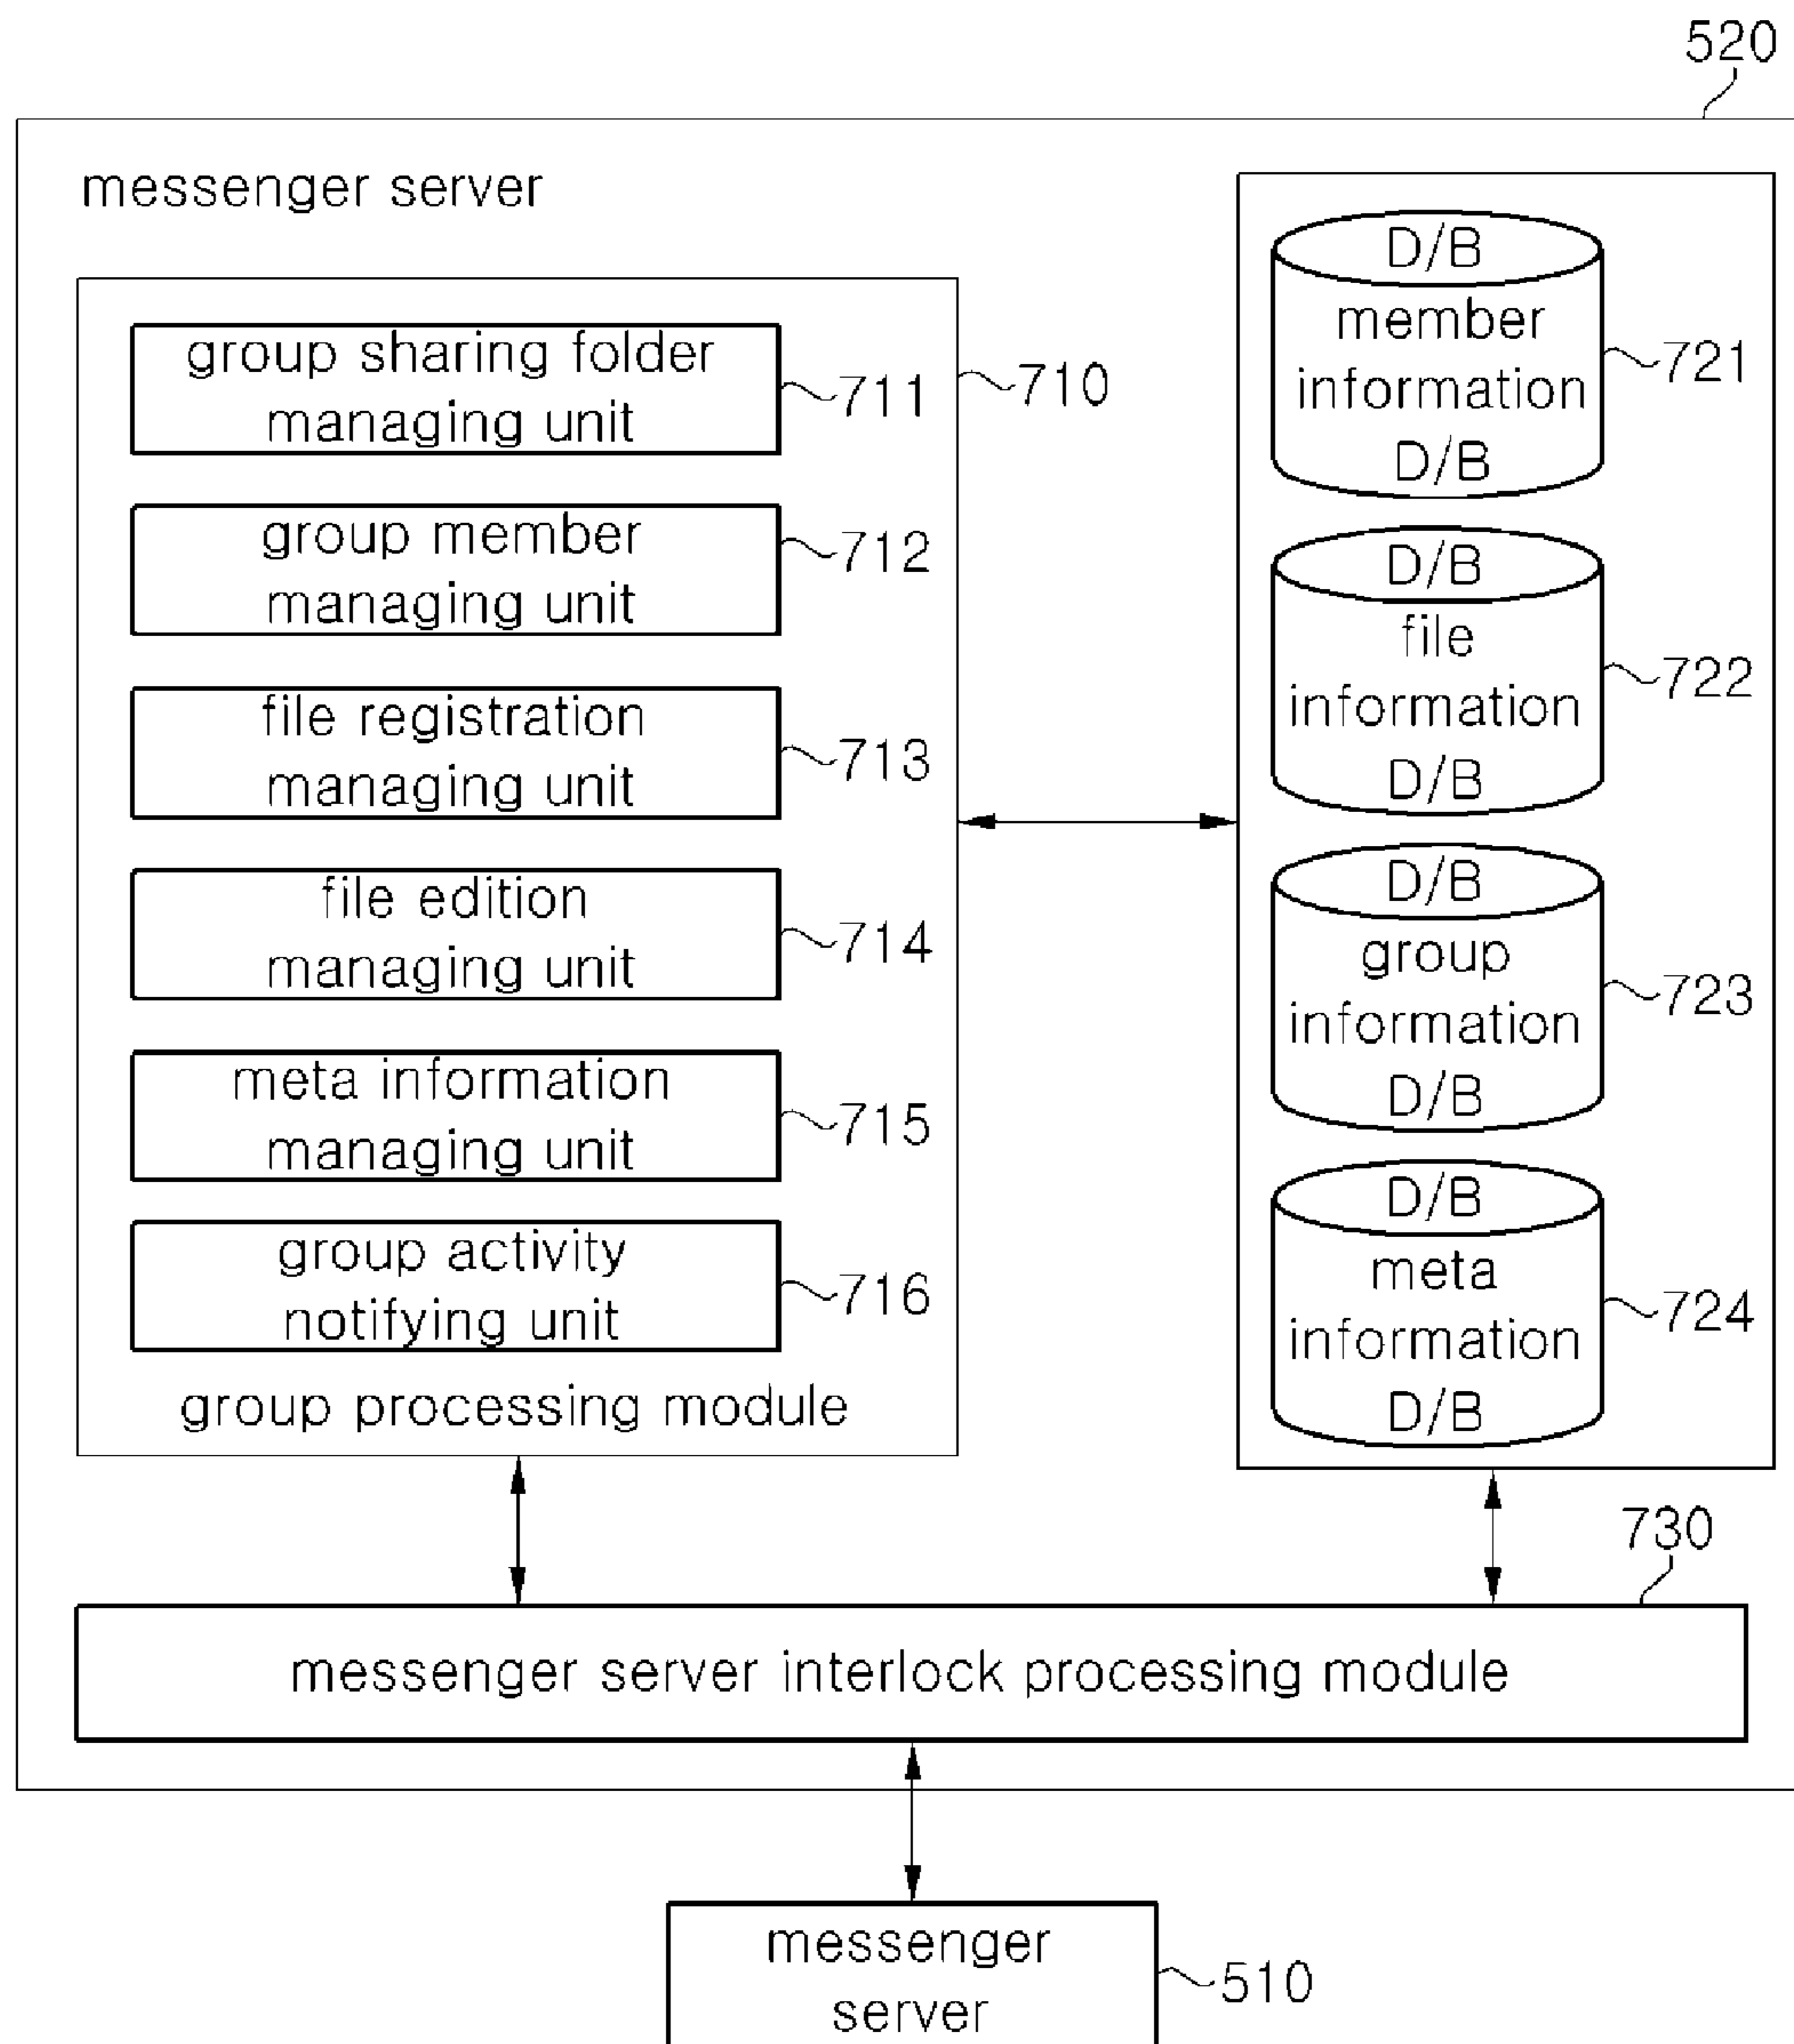 520
messenger server
group sharing folder
managing unit
711
710
group member
managing unit
712
file registration
managing unit
713
file edition
managing unit
714
meta information
managing unit
715
group activity
notifying unit
716
group processing module
D/B
member
information
D/B
721
D/B
file
information
D/B
722
D/B
group
information
D/B
723
D/B
meta
information
D/B
724
730
messenger server interlock processing module
messenger
server
510